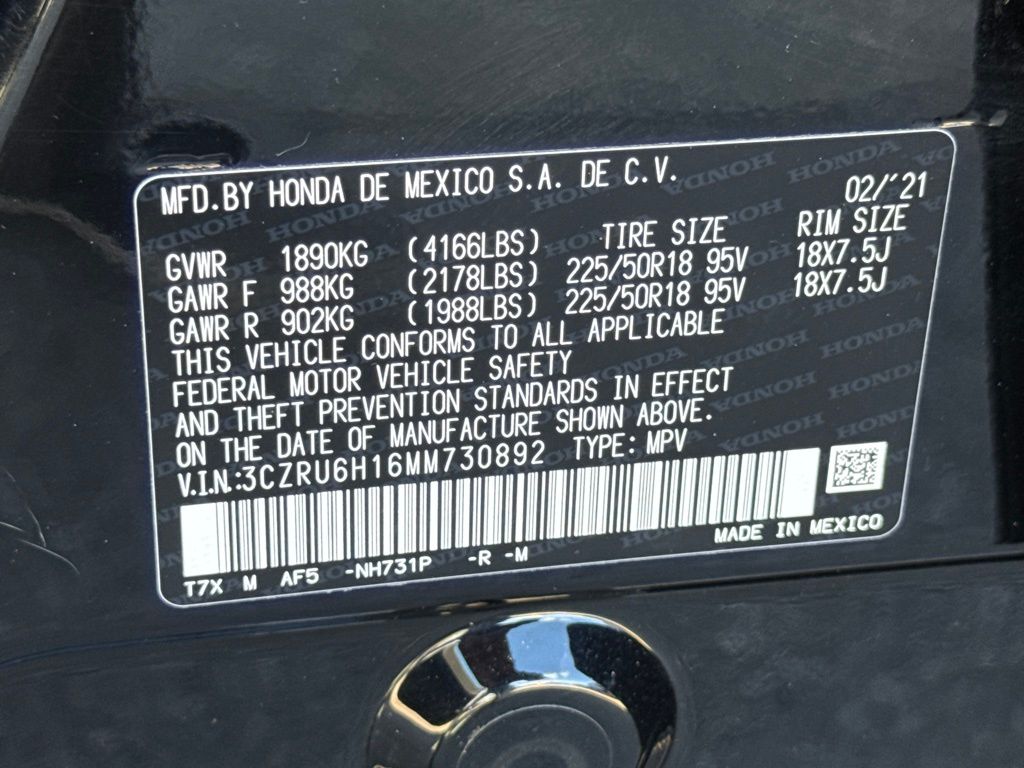 MFD.BY HONDA DE MEXICO S.A. DE C.V.
02/'21
GVWR 1890KG (4166LBS) TIRE SIZE RIM SIZE
GAWR F 988KG (2178LBS) 225/50R18 95V 18X7.5J
GAWR R 902KG (1988LBS) 225/50R18 95V 18X7.5J
THIS VEHICLE CONFORMS TO ALL APPLICABLE
FEDERAL MOTOR VEHICLE SAFETY
AND THEFT PREVENTION STANDARDS IN EFFECT
ON THE DATE OF MANUFACTURE SHOWN ABOVE.
V.I.N.:3CZRU6H16MM730892 TYPE: MPV
MADE IN MEXICO
T7X M AF5 -NH731P -R -M